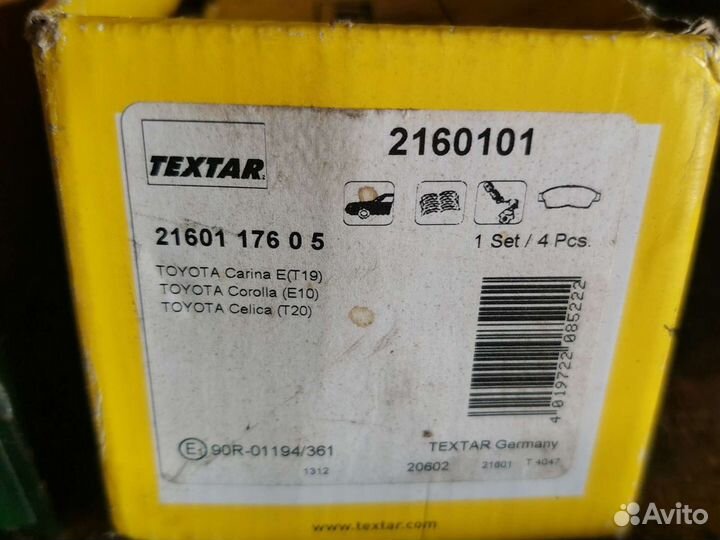 TEXTAR
2160101
21601 176 0 5
1 Set / 4 Pcs.
TOYOTA Carina E(T19)
TOYOTA Corolla (E10)
TOYOTA Celica (T20)
4 019722 085222
E1 90R-01194/361
TEXTAR Germany
1312
20602 21601 T 4047
www.textar.com
Avito